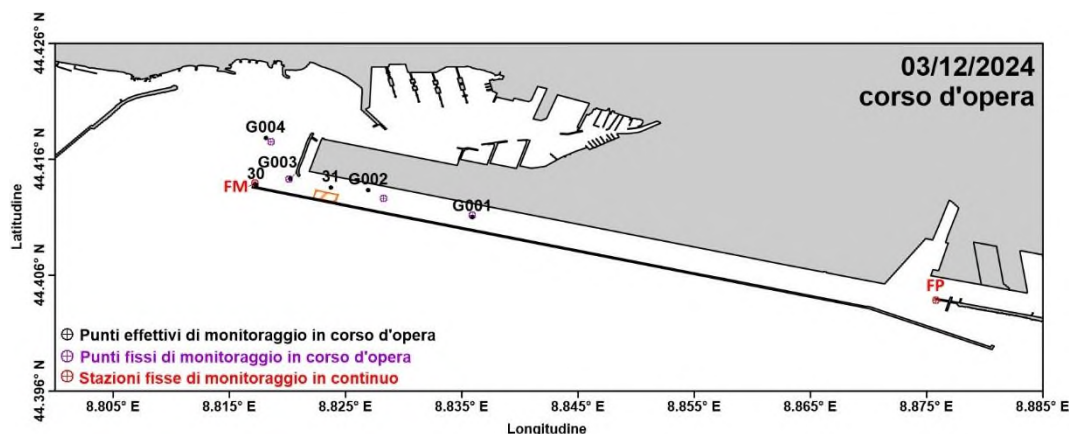 03/12/2024
corso d'opera
44.426° N
44.416° N
44.406° N
44.396° N
Latitudine
G004
G003
30
FM
31
G002
G001
FP
Punti effettivi di monitoraggio in corso d'opera
Punti fissi di monitoraggio in corso d'opera
Stazioni fisse di monitoraggio in continuo
8.805° E
8.815° E
8.825° E
8.835° E
8.845° E
8.855° E
8.865° E
8.875° E
8.885° E
Longitudine